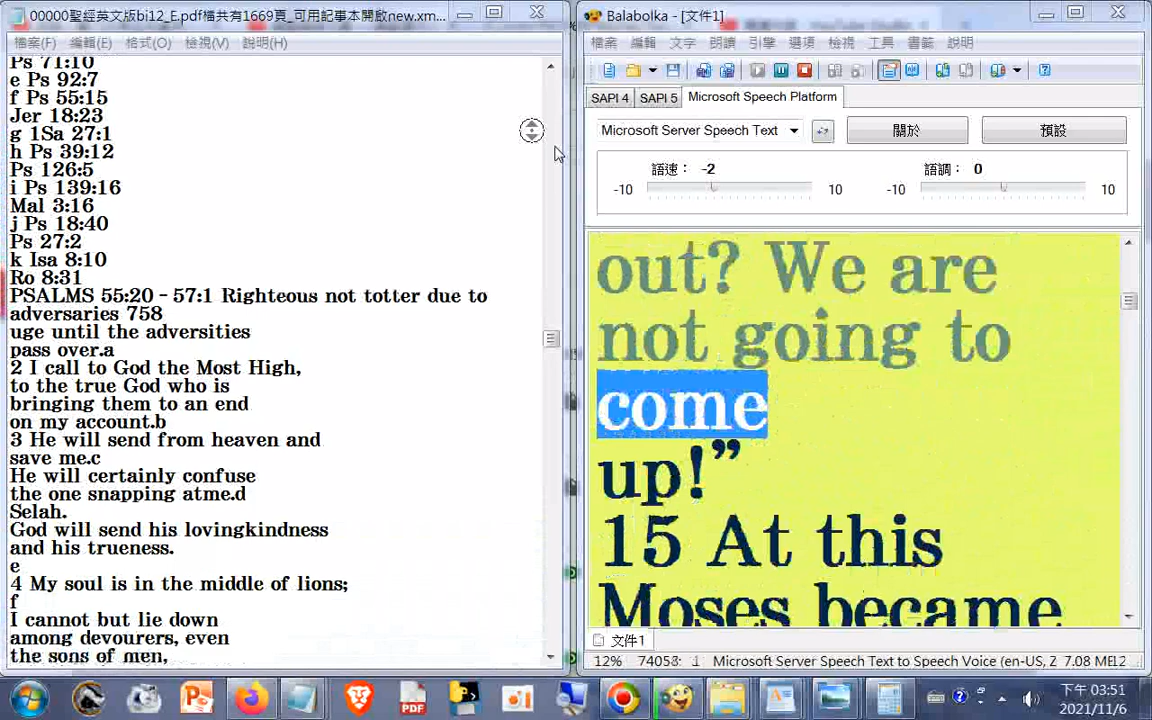 00000聖經英文版bi12_E.pdf檔共有1669頁_可用記事本開啟new.xm...
檔案(F) 編輯(E) 格式(O) 檢視(V) 說明(H)
Ps 71:10
e Ps 92:7
f Ps 55:15
Jer 18:23
g 1Sa 27:1
h Ps 39:12
Ps 126:5
i Ps 139:16
Mal 3:16
j Ps 18:40
Ps 27:2
k Isa 8:10
Ro 8:31
PSALMS 55:20 - 57:1 Righteous not totter due to
adversaries 758
uge until the adversities
pass over.a
2 I call to God the Most High,
to the true God who is
bringing them to an end
on my account.b
3 He will send from heaven and
save me.c
He will certainly confuse
the one snapping atme.d
Selah.
God will send his lovingkindness
and his trueness.
e
4 My soul is in the middle of lions;
f
I cannot but lie down
among devourers, even
the sons of men,
Balabolka - [文件1]
檔案 編輯 文字 朗讀 引擎 選項 檢視 工具 書籤 說明
SAPI 4 SAPI 5 Microsoft Speech Platform
Microsoft Server Speech Text 關於 預設
語速： -2 語調： 0
-10 10 -10 10
out? We are
not going to
come
up!”
15 At this
Moses became
文件1
12% 74058: 1 Microsoft Server Speech Text to Speech Voice (en-US, Z 7.08 ME12
PDF
下午 03:51
2021/11/6